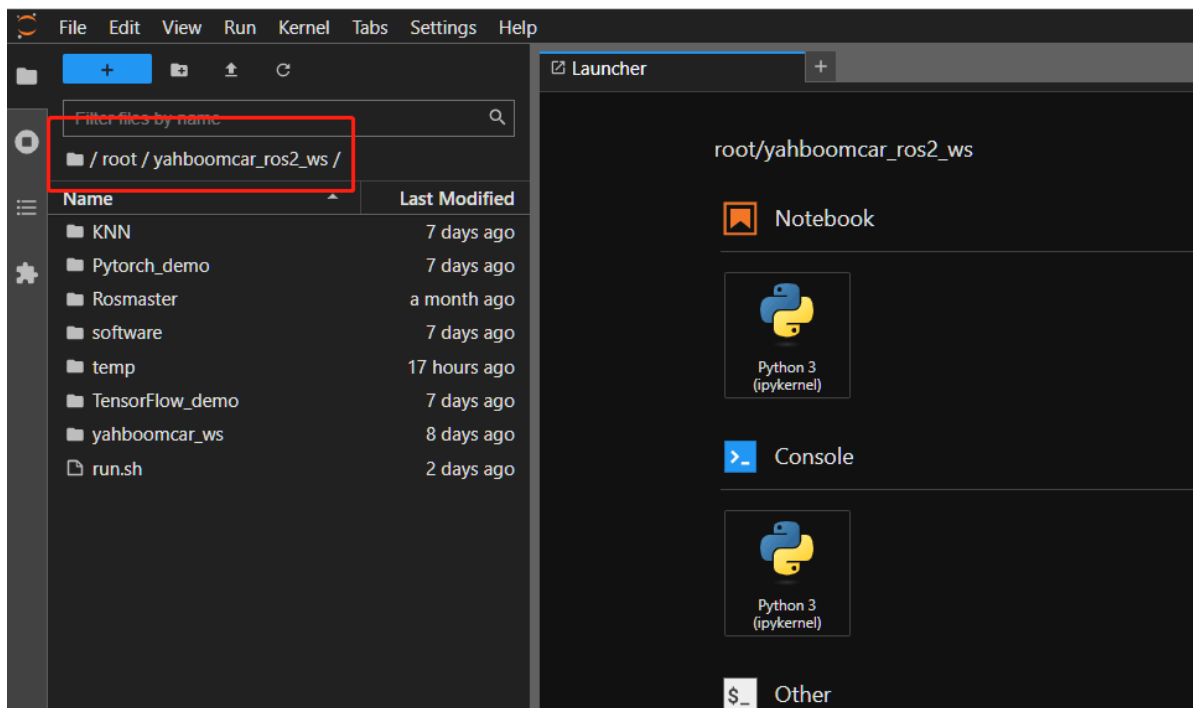 File Edit View Run Kernel Tabs Settings Help
+
Launcher +
Filter files by name
/ root / yahboomcar_ros2_ws /
Name Last Modified
KNN 7 days ago
Pytorch_demo 7 days ago
Rosmaster a month ago
software 7 days ago
temp 17 hours ago
TensorFlow_demo 7 days ago
yahboomcar_ws 8 days ago
run.sh 2 days ago
root/yahboomcar_ros2_ws
Notebook
Python 3
(ipykernel)
>_ Console
Python 3
(ipykernel)
$_ Other